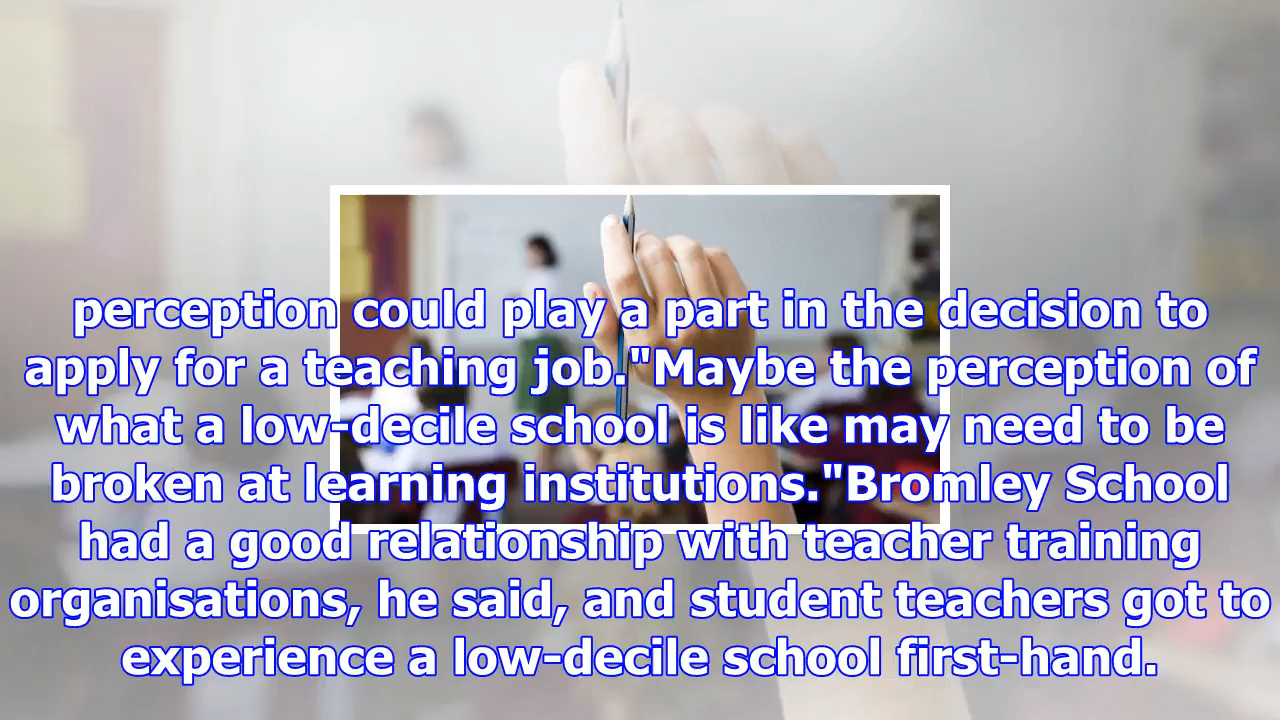 perception could play a part in the decision to
apply for a teaching job."Maybe the perception of
what a low-decile school is like may need to be
broken at learning institutions."Bromley School
had a good relationship with teacher training
organisations, he said, and student teachers got to
experience a low-decile school first-hand.